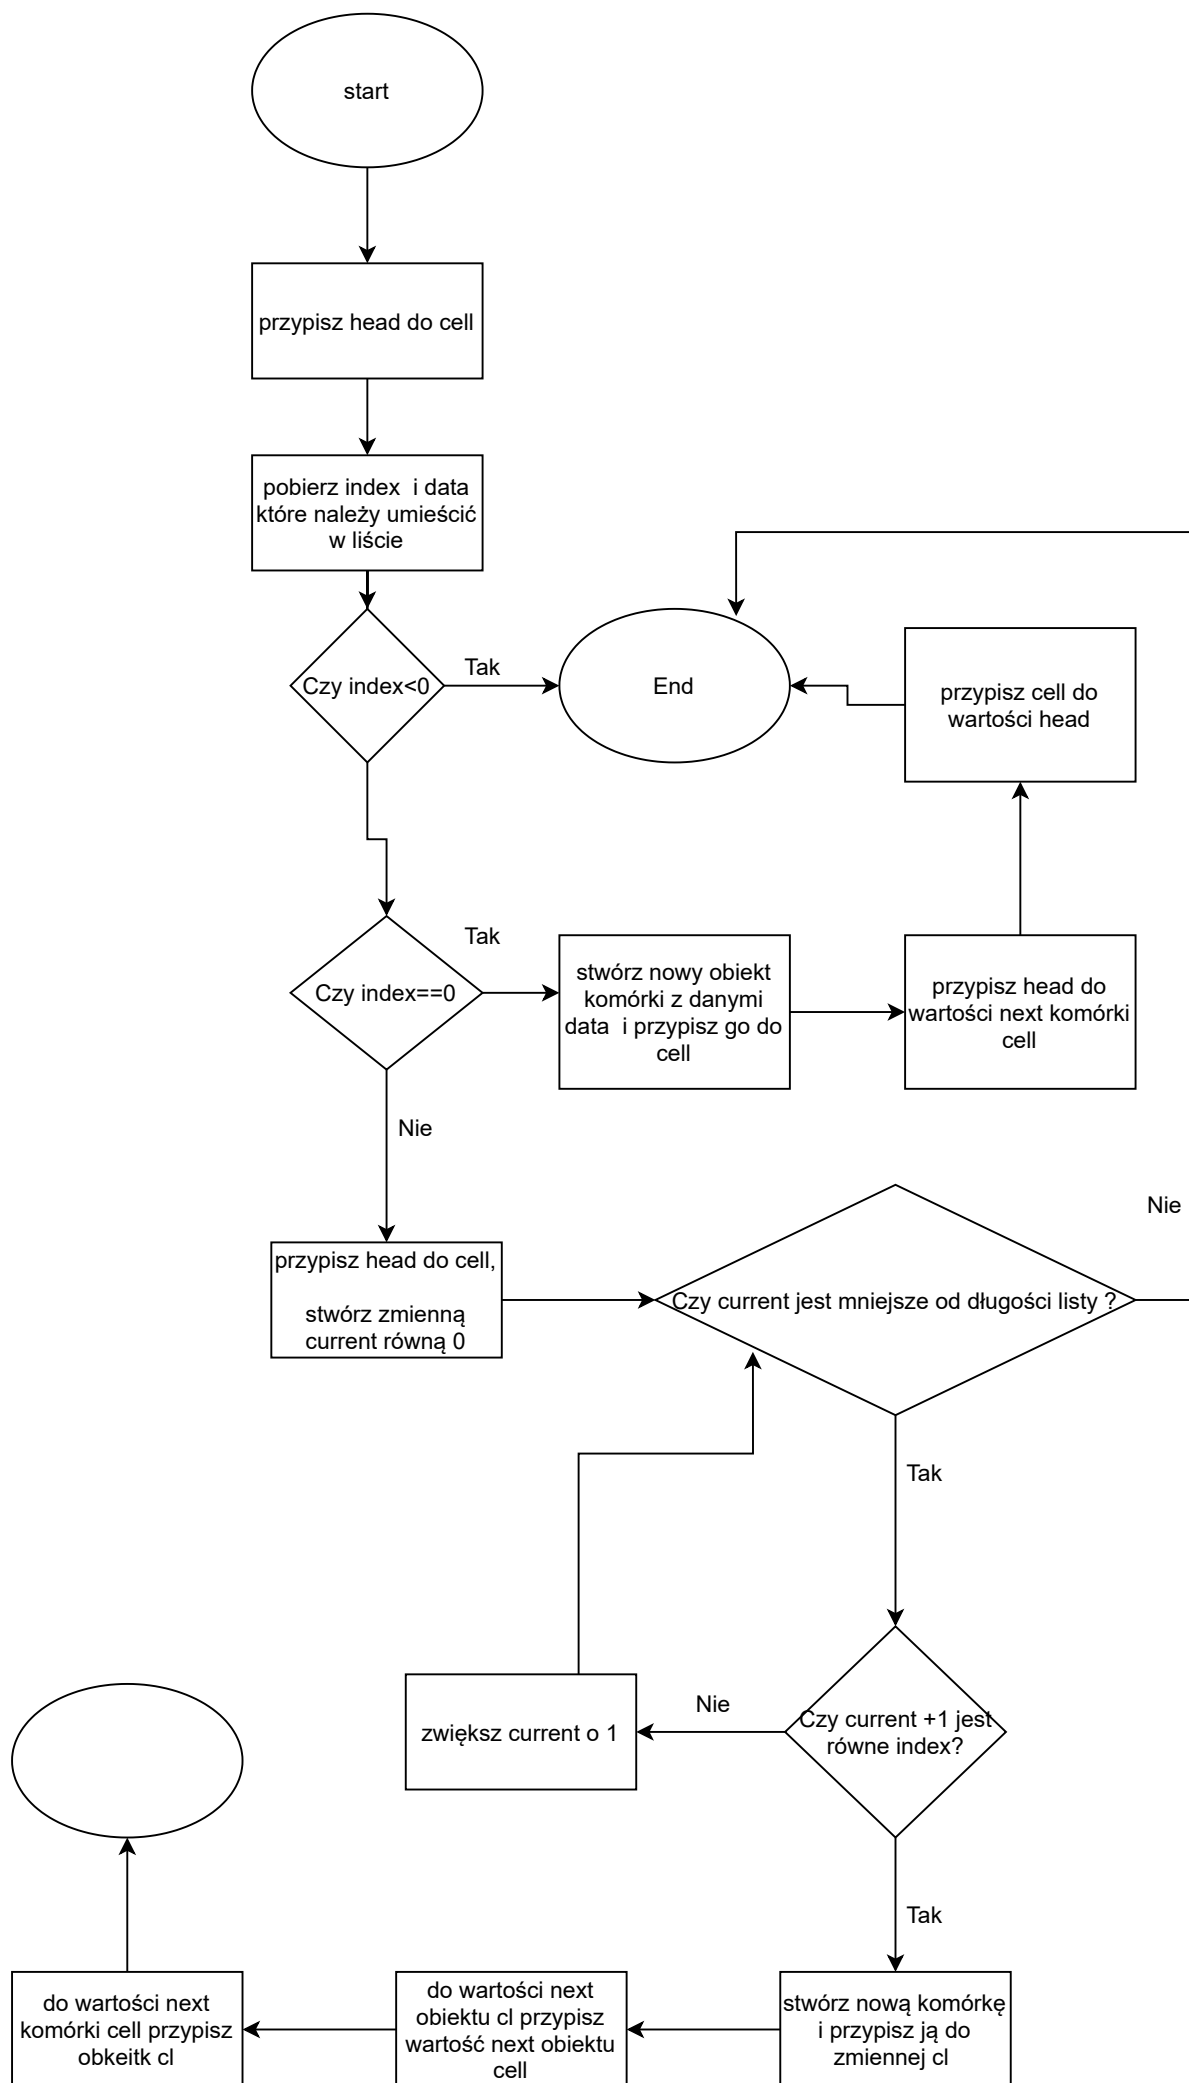 start
przypisz head do cell
pobierz index  i data
które należy umieścić
w liście
Czy index<0
Tak
End
przypisz cell do
wartości head
Czy index==0
Tak
stwórz nowy obiekt
komórki z danymi
data  i przypisz go do
cell
przypisz head do
wartości next komórki
cell
Nie
przypisz head do cell,
stwórz zmienną
current równą 0
Czy current jest mniejsze od długości listy ?
Nie
Tak
Czy current +1 jest
równe index?
Nie
zwiększ current o 1
Tak
stwórz nową komórkę
i przypisz ją do
zmiennej cl
do wartości next
obiektu cl przypisz
wartość next obiektu
cell
do wartości next
komórki cell przypisz
obkeitk cl